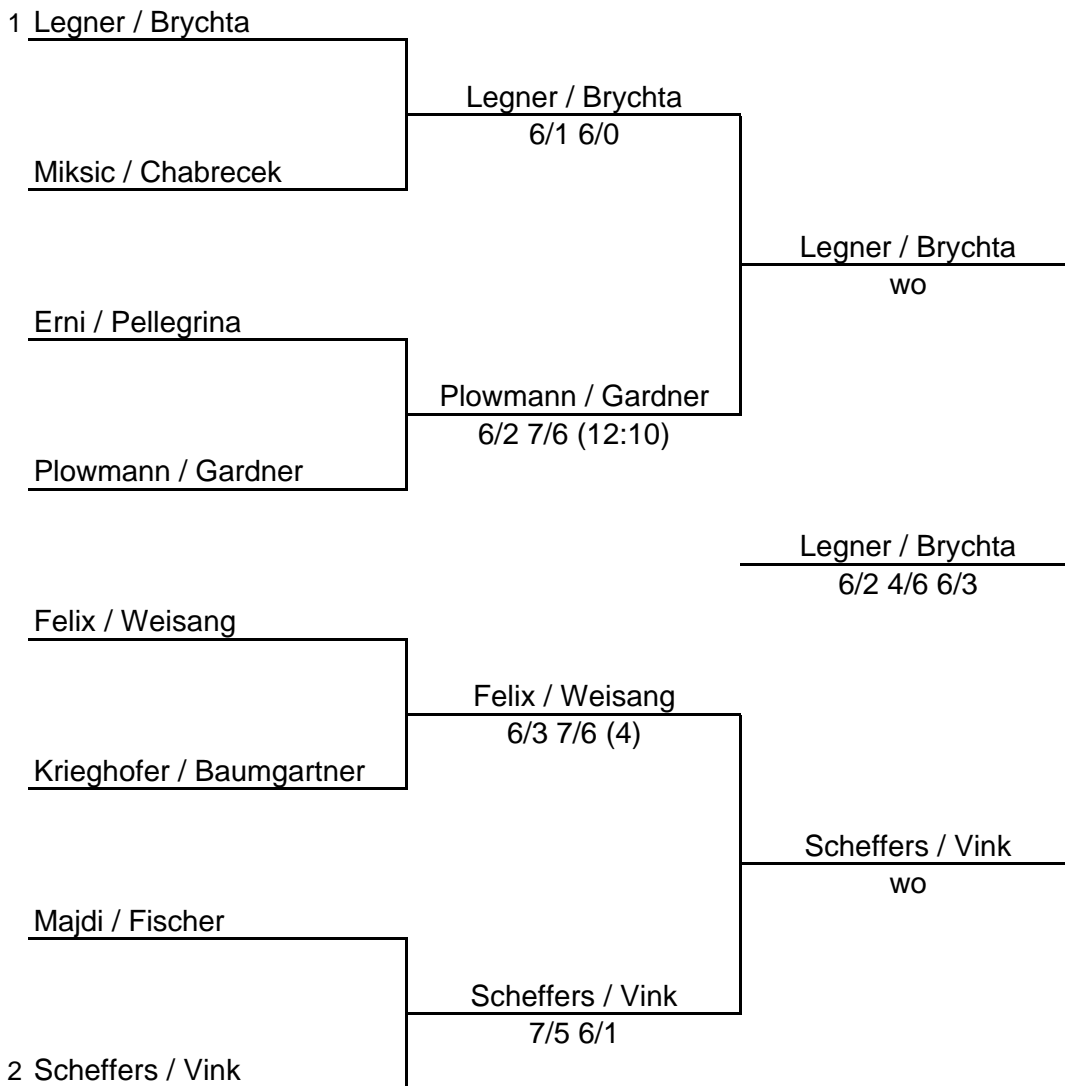 1 Legner / Brychta
Legner / Brychta
6/1 6/0
Miksic / Chabrecek
Legner / Brychta
wo
Erni / Pellegrina
Plowmann / Gardner
6/2 7/6 (12:10)
Plowmann / Gardner
Legner / Brychta
6/2 4/6 6/3
Felix / Weisang
Felix / Weisang
6/3 7/6 (4)
Krieghofer / Baumgartner
Scheffers / Vink
wo
Majdi / Fischer
Scheffers / Vink
7/5 6/1
2 Scheffers / Vink